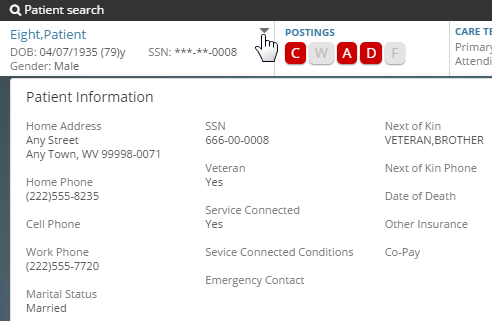 Patient search
Eight,Patient
DOB: 04/07/1935 (79)y SSN: ***-**-0008
Gender: Male
POSTINGS
C W A D F
CARE
Primary
Patient Information
Home Address
Any Street
Any Town, WV 99998-0071
Home Phone
(222)555-8235
Cell Phone
Work Phone
(222)555-7720
Marital Status
Married
SSN
666-00-0008
Veteran
Yes
Service Connected
Yes
Sevice Connected Conditions
Emergency Contact
Next of Kin
VETERAN,BROTHER
Next of Kin Phone
Date of Death
Other Insurance
Co-Pay